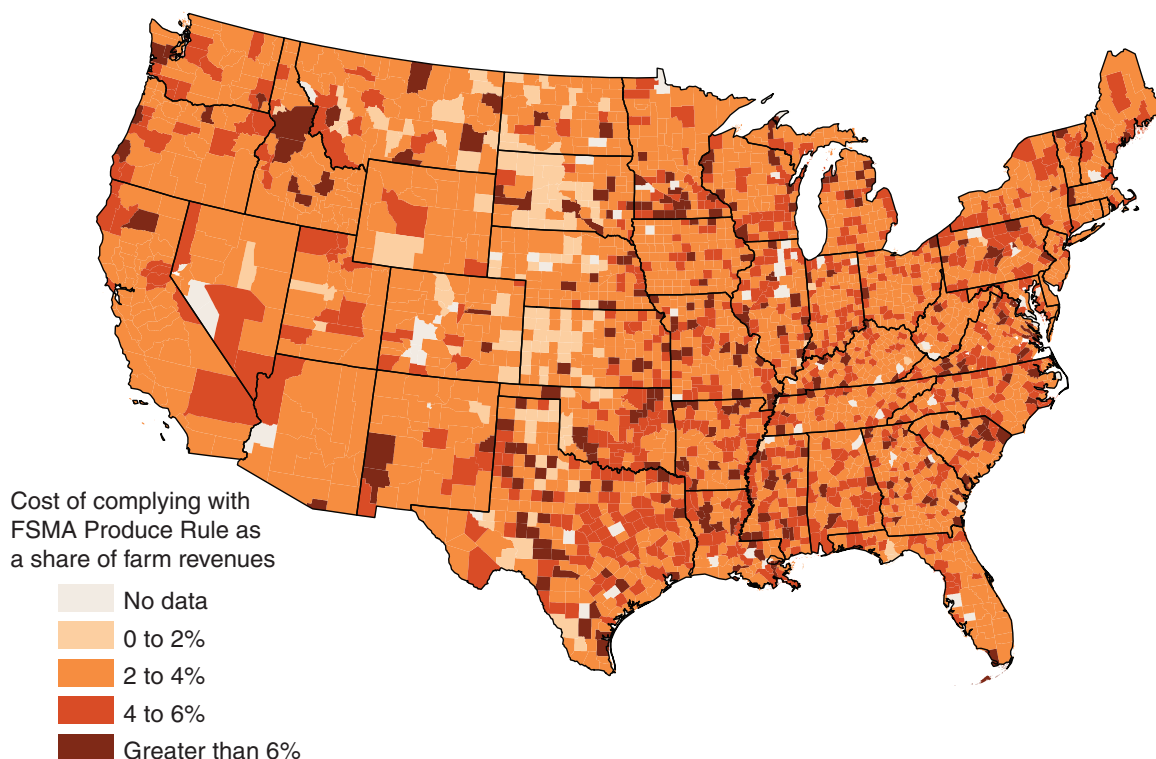 Cost of complying with
FSMA Produce Rule as
a share of farm revenues
No data
0 to 2%
2 to 4%
4 to 6%
Greater than 6%